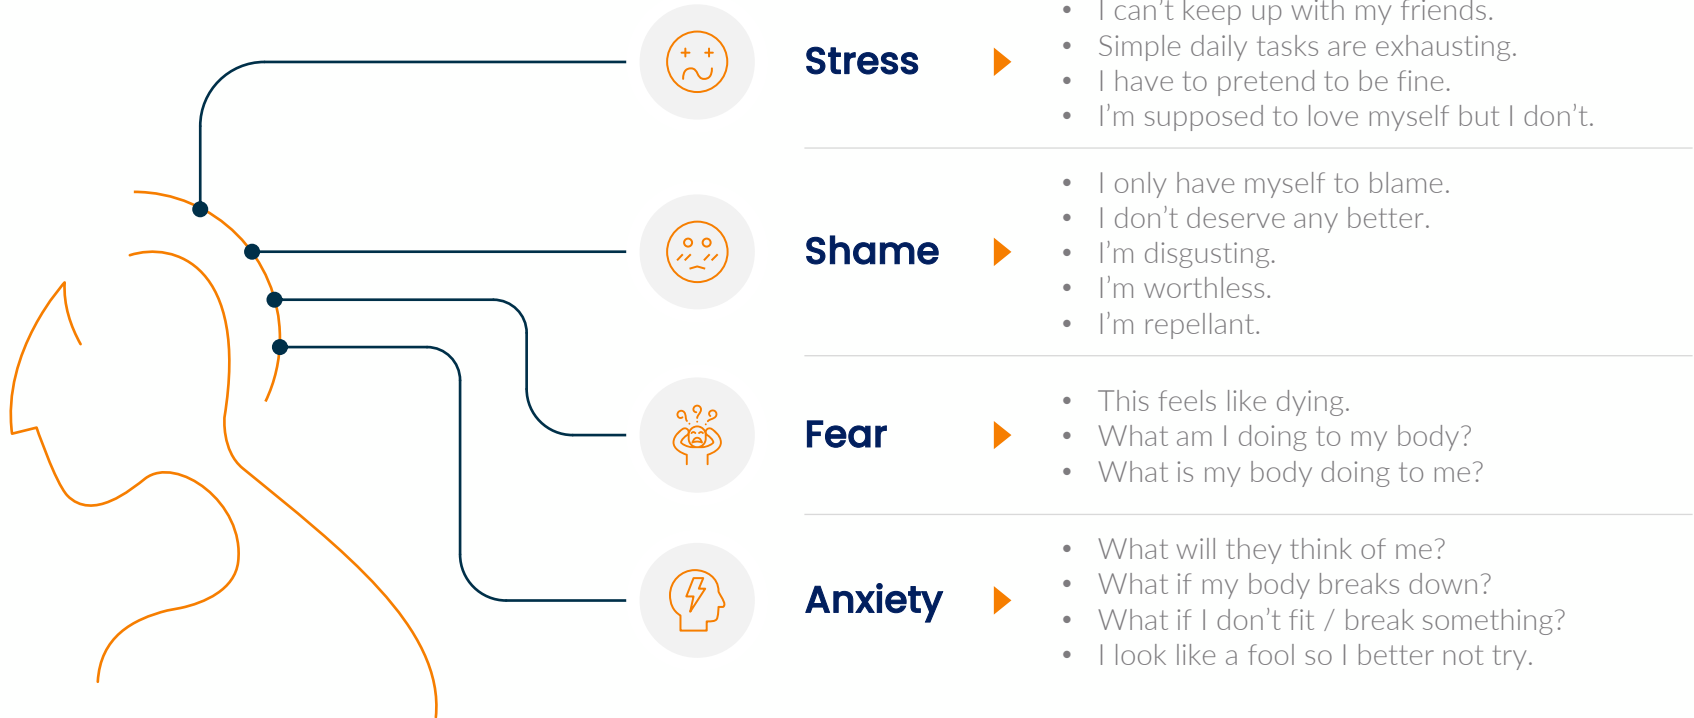 Stress
• I can't keep up with my friends.
• Simple daily tasks are exhausting.
• I have to pretend to be fine.
• I'm supposed to love myself but I don't.
Shame
• I only have myself to blame.
• I don't deserve any better.
• I'm disgusting.
• I'm worthless.
• I'm repellant.
Fear
• This feels like dying.
• What am I doing to my body?
• What is my body doing to me?
Anxiety
• What will they think of me?
• What if my body breaks down?
• What if I don't fit / break something?
• I look like a fool so I better not try.